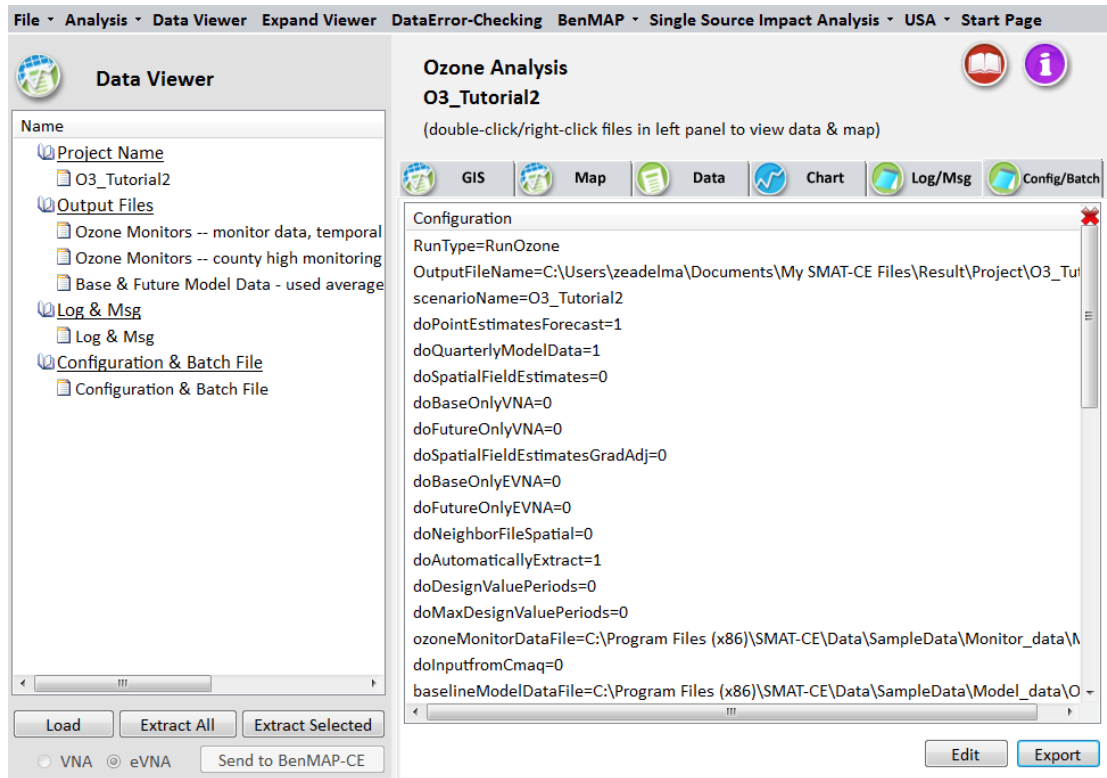 File Analysis Data Viewer Expand Viewer DataError-Checking BenMAP Single Source Impact Analysis USA Start Page
Data Viewer
Name
Project Name
O3_Tutorial2
Output Files
Ozone Monitors -- monitor data, temporal
Ozone Monitors -- county high monitoring
Base & Future Model Data - used average
Log & Msg
Log & Msg
Configuration & Batch File
Configuration & Batch File
Load Extract All Extract Selected
VNA eVNA Send to BenMAP-CE
Ozone Analysis
O3_Tutorial2
(double-click/right-click files in left panel to view data & map)
GIS Map Data Chart Log/Msg Config/Batch
Configuration
RunType=RunOzone
OutputFileName=C:\Users\zeadelma\Documents\My SMAT-CE Files\Result\Project\O3_Tut
scenarioName=O3_Tutorial2
doPointEstimatesForecast=1
doQuarterlyModelData=1
doSpatialFieldEstimates=0
doBaseOnlyVNA=0
doFutureOnlyVNA=0
doSpatialFieldEstimatesGradAdj=0
doBaseOnlyEVNA=0
doFutureOnlyEVNA=0
doNeighborFileSpatial=0
doAutomaticallyExtract=1
doDesignValuePeriods=0
doMaxDesignValuePeriods=0
ozoneMonitorDataFile=C:\Program Files (x86)\SMAT-CE\Data\SampleData\Monitor_data\M
doInputfromCmaq=0
baselineModelDataFile=C:\Program Files (x86)\SMAT-CE\Data\SampleData\Model_data\O
Edit Export